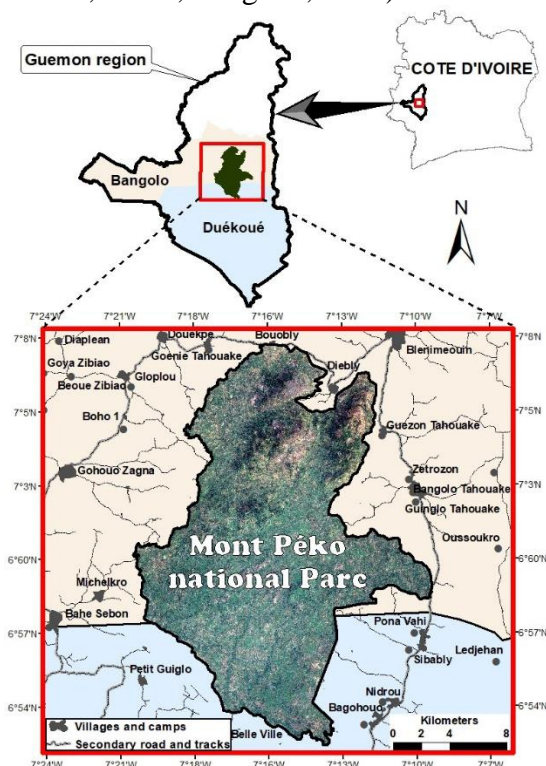 Guemon region
COTE D'IVOIRE
Bangolo
Duékoué
N
7°24'W 7°21'W 7°18'W 7°15'W 7°13'W 7°10'W 7°7'W
7°8'N
7°8'N
Diaplean
Douekpe
Bouobly
Goenie Tahouake
Blenimeoum
Goya Zibiao
Gloplou
Diebly
Beoue Zibiao
7°5'N
7°5'N
Boho 1
Guezon Tahouake
Gohouo Zagna
Zetrozon
7°3'N
Bangolo Tahouake
7°3'N
Guinglo Tahouake
Oussoukro
Mont Péko
national Parc
6°60'N
6°60'N
Michelkro
Bahe Sebon
Pona Vahi
6°57'N
6°57'N
Sibably
Ledjehan
Petit Guiglo
Nidrou
Bagohouo
6°54'N
6°54'N
Villages and camps
Secondary road and tracks
Belle Ville
Kilometers
0 2 4 8
7°24'W 7°21'W 7°18'W 7°15'W 7°13'W 7°10'W 7°7'W